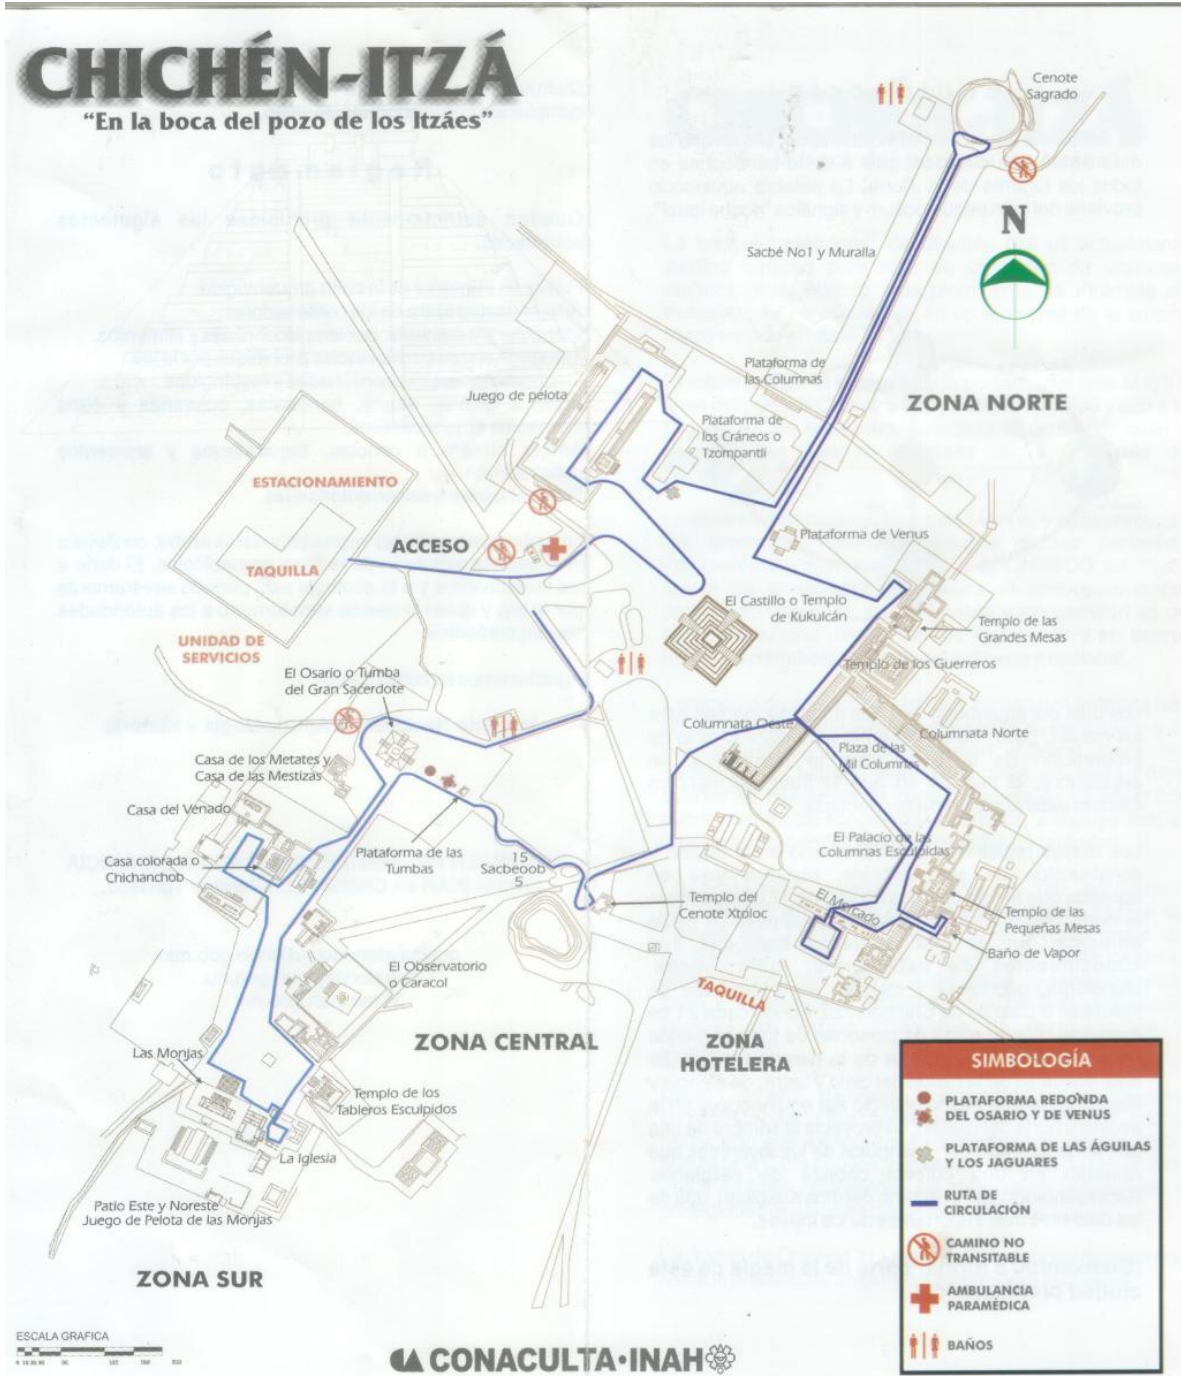 CHICHÉN-ITZÁ
“En la boca del pozo de los Itzáes”
Cenote
Sagrado
N
Sacbé No1 y Muralla
Plataforma de
las Columnas
Juego de pelota
ZONA NORTE
Plataforma de
los Cráneos o
Tzompantli
ESTACIONAMIENTO
ACCESO
Plataforma de Venus
TAQUILLA
El Castillo o Templo
de Kukulcán
Templo de las
Grandes Mesas
UNIDAD DE
SERVICIOS
Templo de los Guerreros
El Osario o Tumba
del Gran Sacerdote
Columnata Oeste
Columnata Norte
Plaza de las
Mil Columnas
Casa de los Metates y
Casa de las Mestizas
Casa del Venado
El Palacio de las
Columnas Esculpidas
Casa colorada o
Chichanchob
Plataforma de las
Tumbas
15
Sacbeoob
5
Templo del
Cenote Xtoloc
El Mercado
Templo de las
Pequeñas Mesas
Baño de Vapor
El Observatorio
o Caracol
TAQUILLA
ZONA CENTRAL
ZONA
HOTELERA
Las Monjas
Templo de los
Tableros Esculpidos
La Iglesia
Patio Este y Noreste
Juego de Pelota de las Monjas
ZONA SUR
SIMBOLOGÍA
PLATAFORMA REDONDA
DEL OSARIO Y DE VENUS
PLATAFORMA DE LAS ÁGUILAS
Y LOS JAGUARES
RUTA DE
CIRCULACIÓN
CAMINO NO
TRANSITABLE
AMBULANCIA
PARAMÉDICA
BAÑOS
ESCALA GRAFICA
CONACULTA•INAH